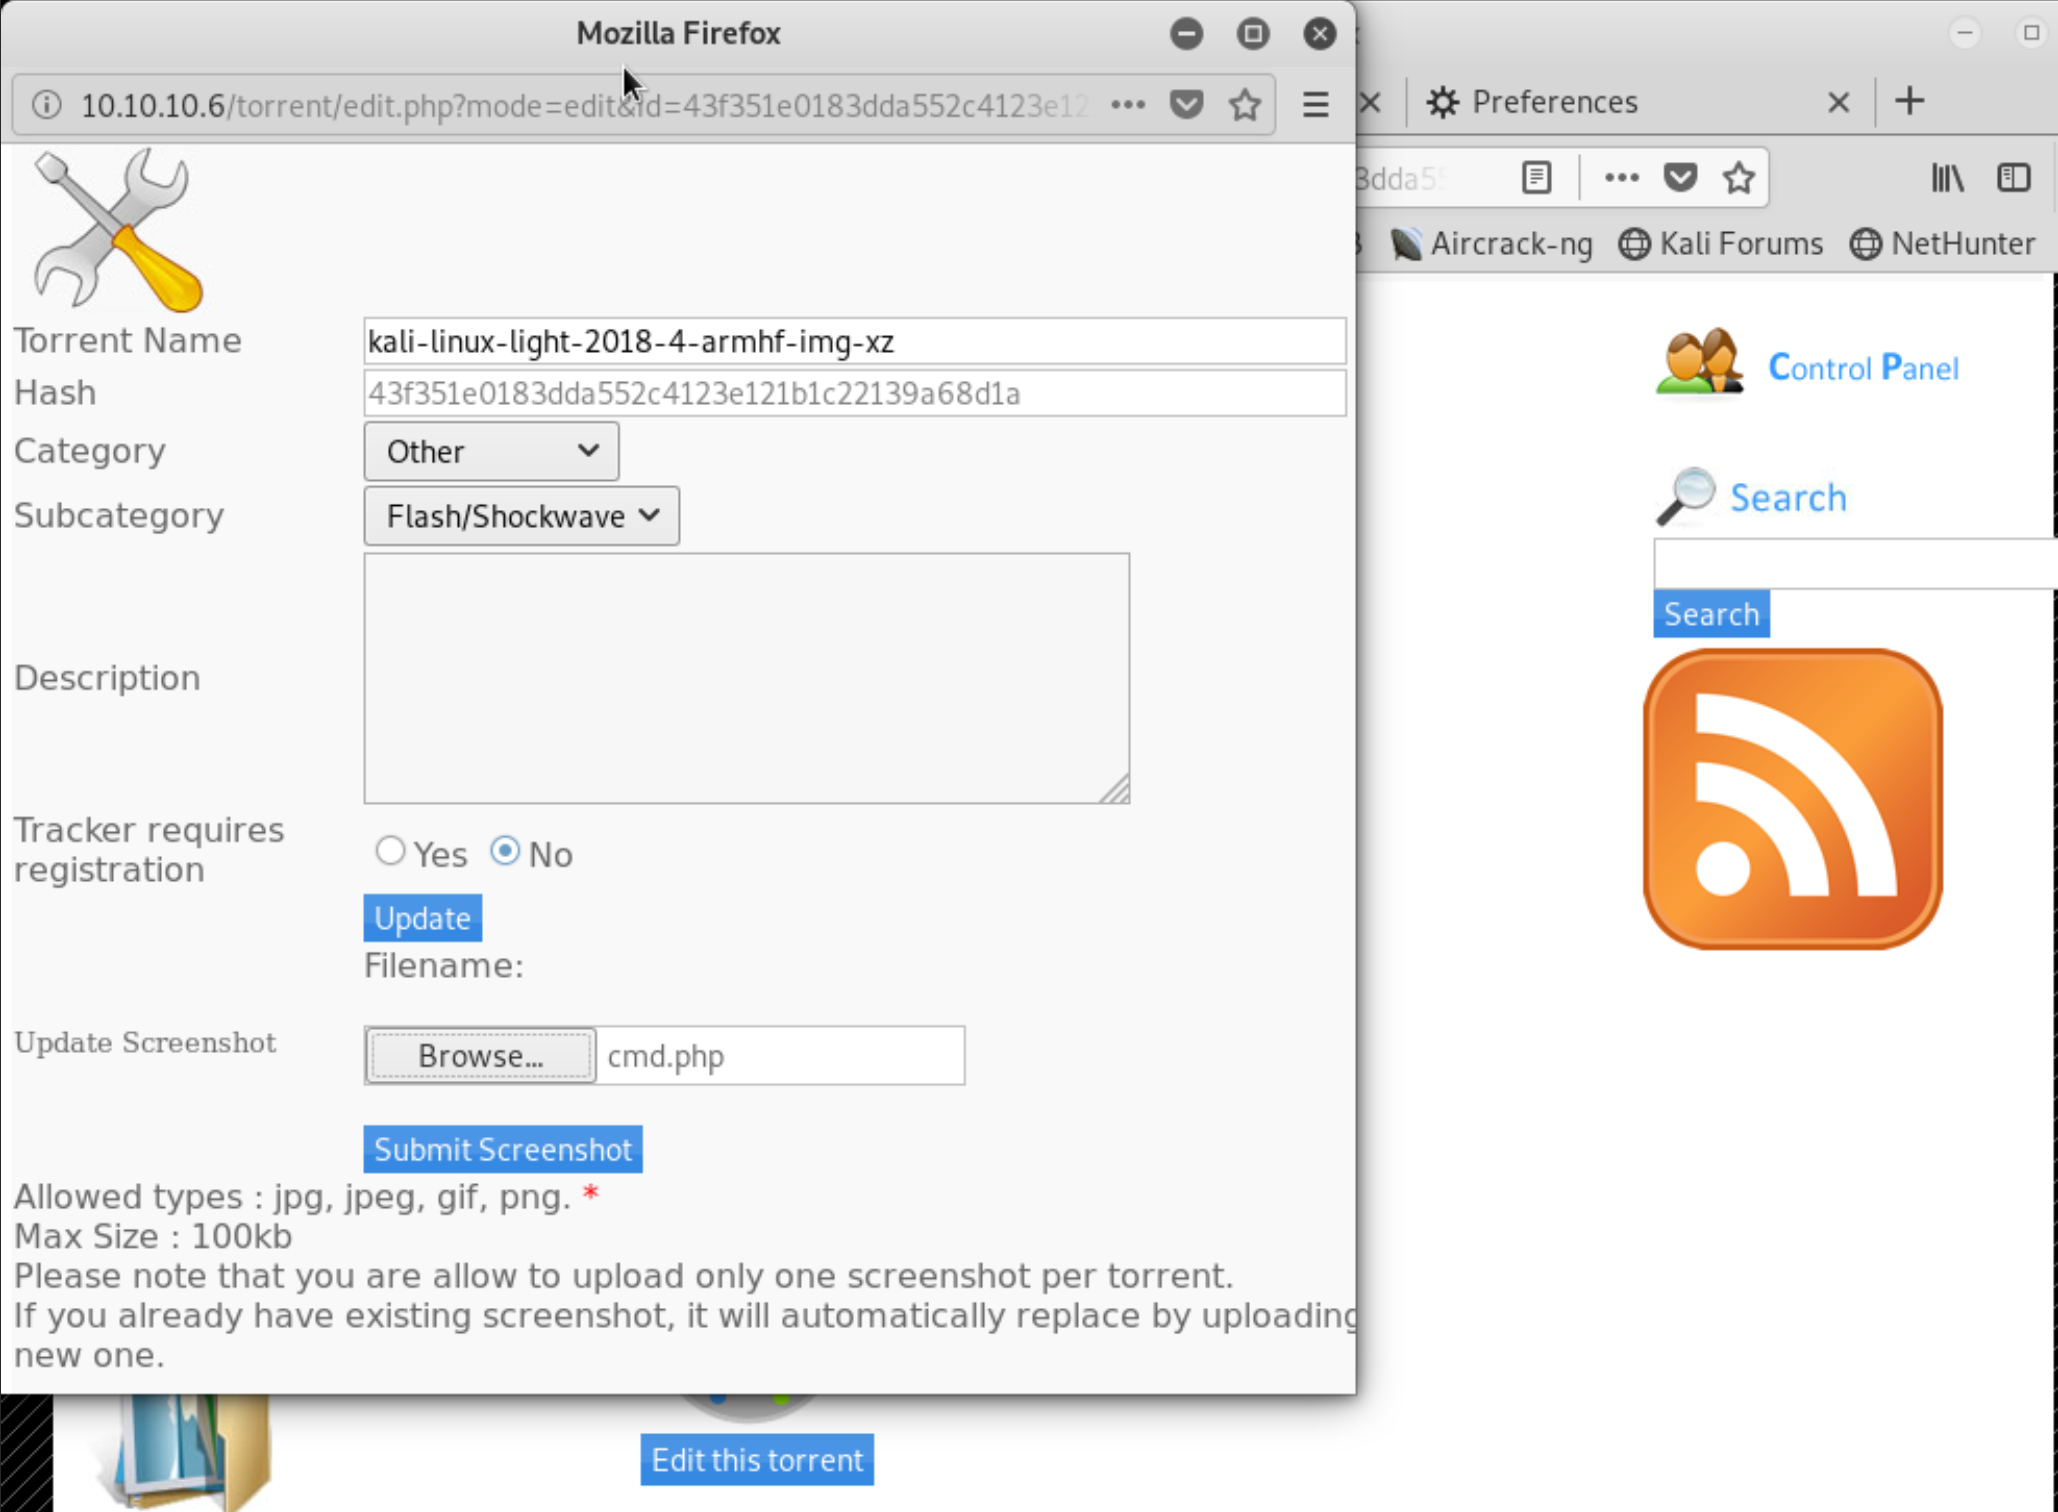 Mozilla Firefox
10.10.10.6/torrent/edit.php?mode=edit&id=43f351e0183dda552c4123e12
Preferences
3dda55
Aircrack-ng Kali Forums NetHunter
Torrent Name kali-linux-light-2018-4-armhf-img-xz
Hash 43f351e0183dda552c4123e121b1c22139a68d1a
Category Other
Subcategory Flash/Shockwave
Description
Tracker requires
registration
Yes No
Update
Filename:
Update Screenshot Browse... cmd.php
Submit Screenshot
Allowed types : jpg, jpeg, gif, png. *
Max Size : 100kb
Please note that you are allow to upload only one screenshot per torrent.
If you already have existing screenshot, it will automatically replace by uploading
new one.
Edit this torrent
Control Panel
Search
Search